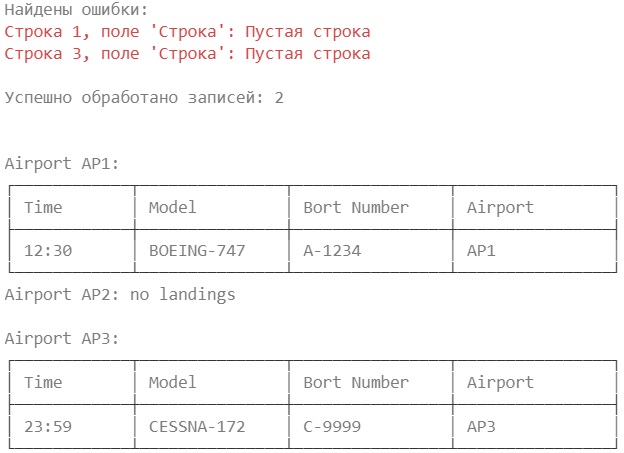 Найдены ошибки:
Строка 1, поле 'Строка': Пустая строка
Строка 3, поле 'Строка': Пустая строка
Успешно обработано записей: 2
Airport AP1:
Time Model Bort Number Airport
12:30 BOEING-747 A-1234 AP1
Airport AP2: no landings
Airport AP3:
Time Model Bort Number Airport
23:59 CESSNA-172 C-9999 AP3